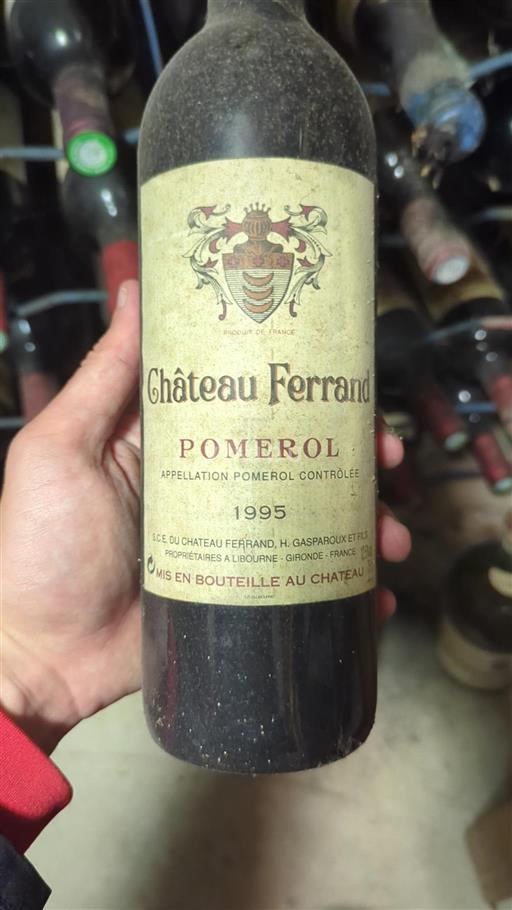 PRODUIT DE FRANCE
Château Ferrand
POMEROL
APPELLATION POMEROL CONTRÔLÉE
1995
S.C.E. DU CHATEAU FERRAND, H. GASPAROUX ET FILS
PROPRIÉTAIRES A LIBOURNE - GIRONDE - FRANCE
MIS EN BOUTEILLE AU CHATEAU